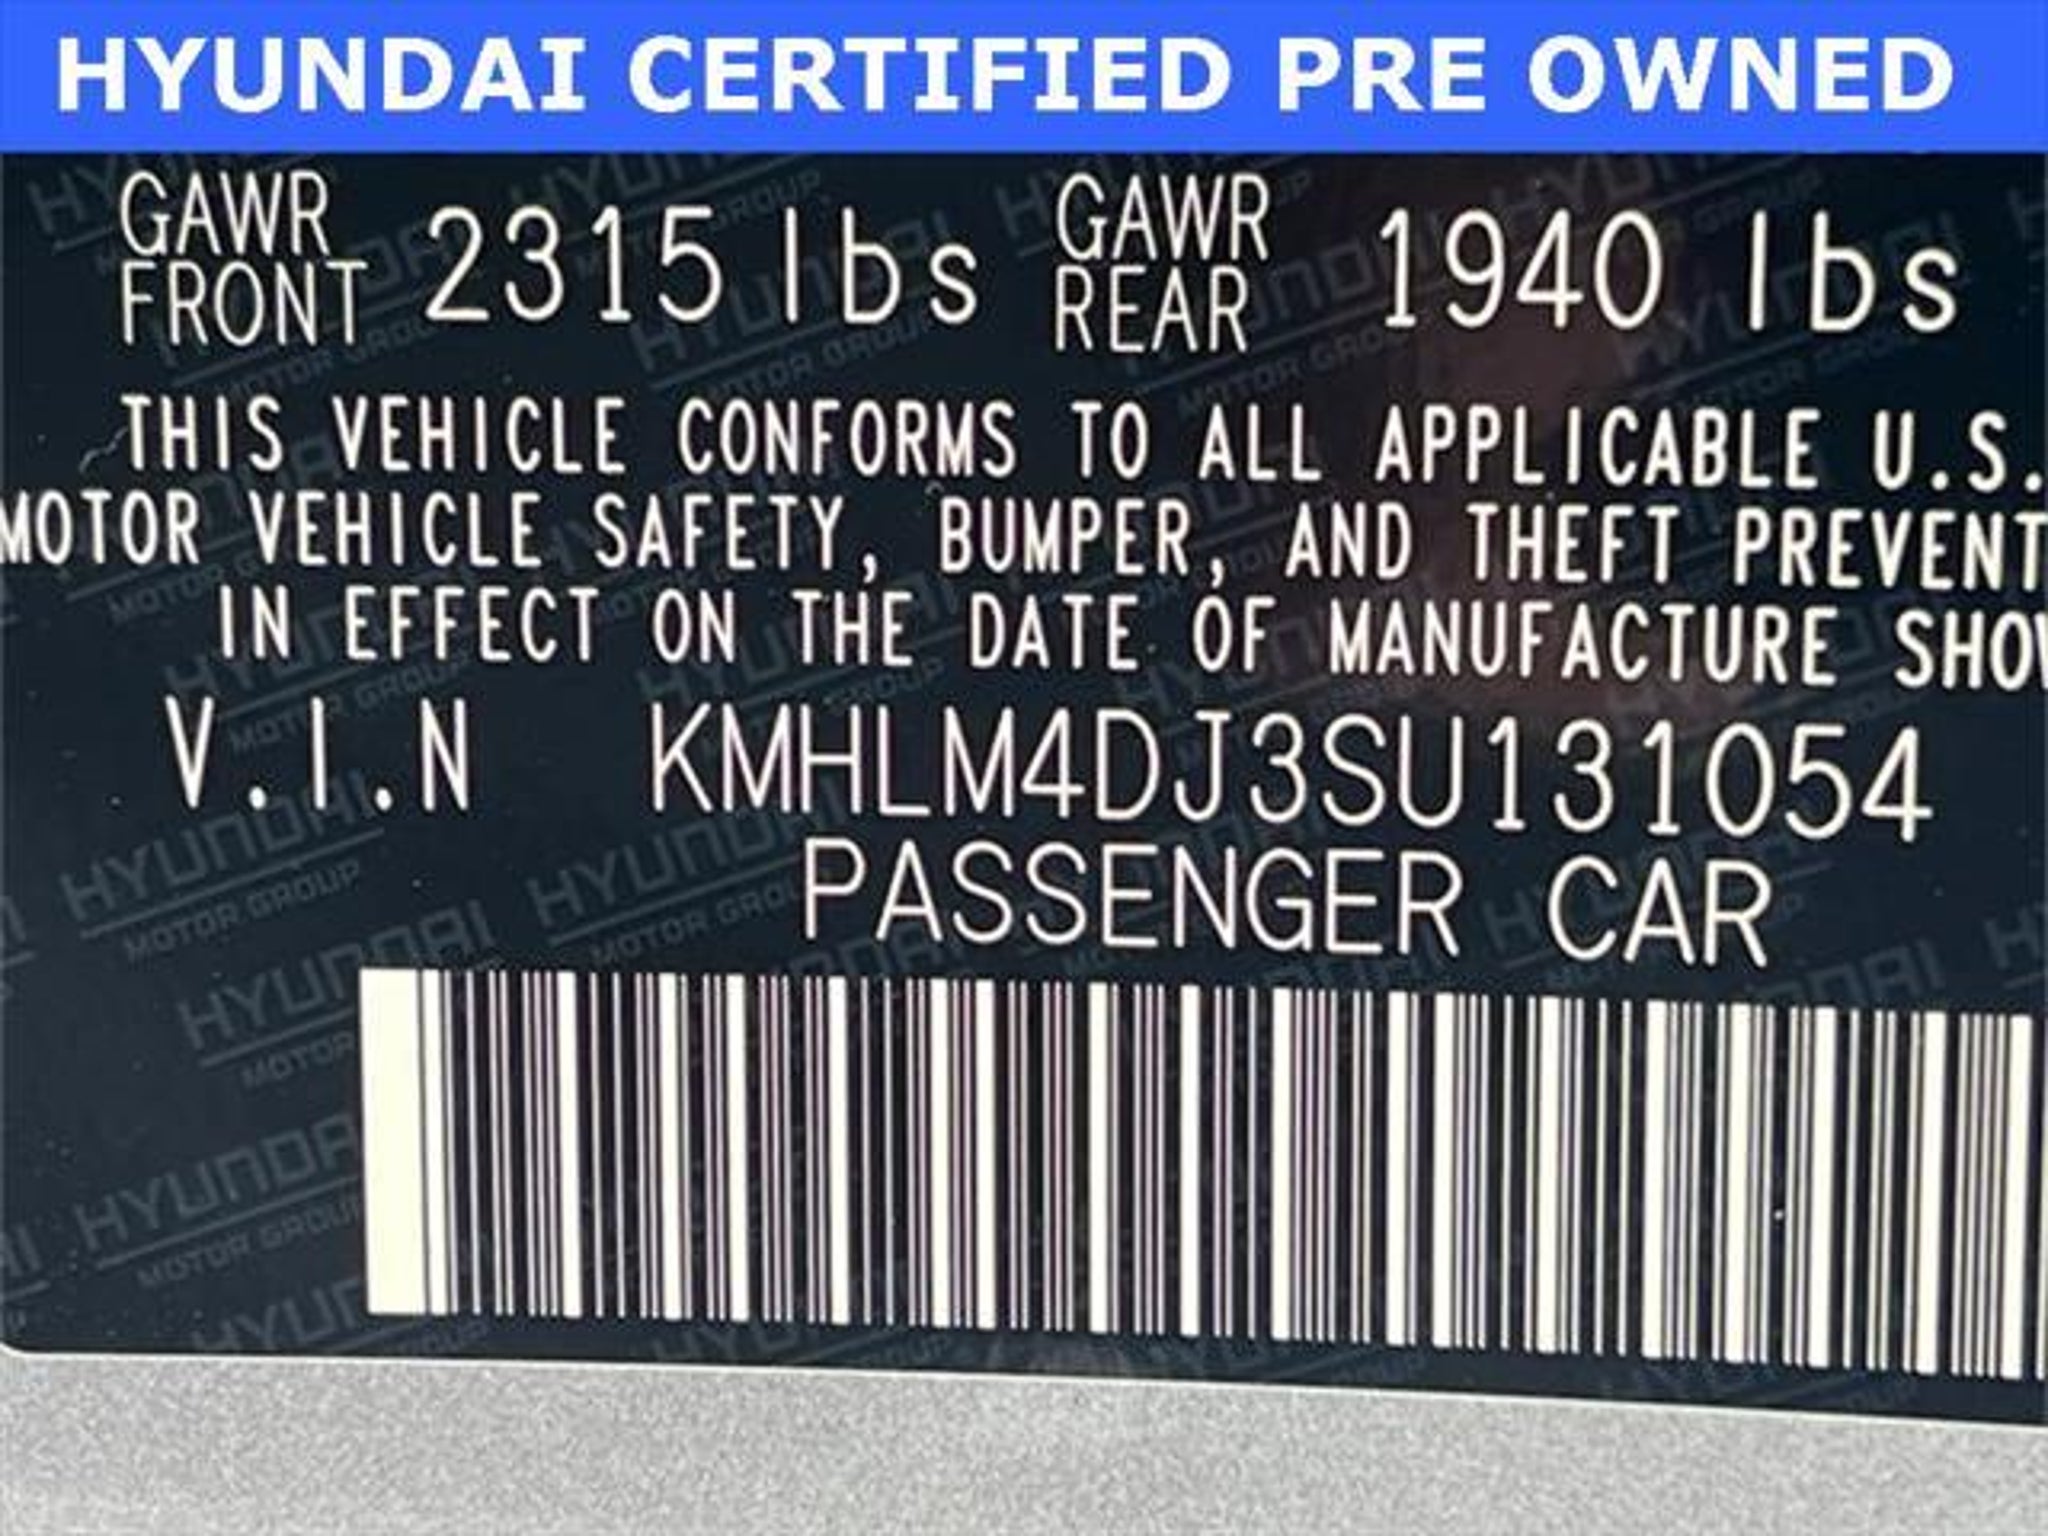 HYUNDAI CERTIFIED PRE OWNED
GAWR FRONT 2315 lbs GAWR REAR 1940 lbs
THIS VEHICLE CONFORMS TO ALL APPLICABLE U.S.
MOTOR VEHICLE SAFETY, BUMPER, AND THEFT PREVENT
IN EFFECT ON THE DATE OF MANUFACTURE SHOW
V.I.N KMHLM4DJ3SU131054
PASSENGER CAR